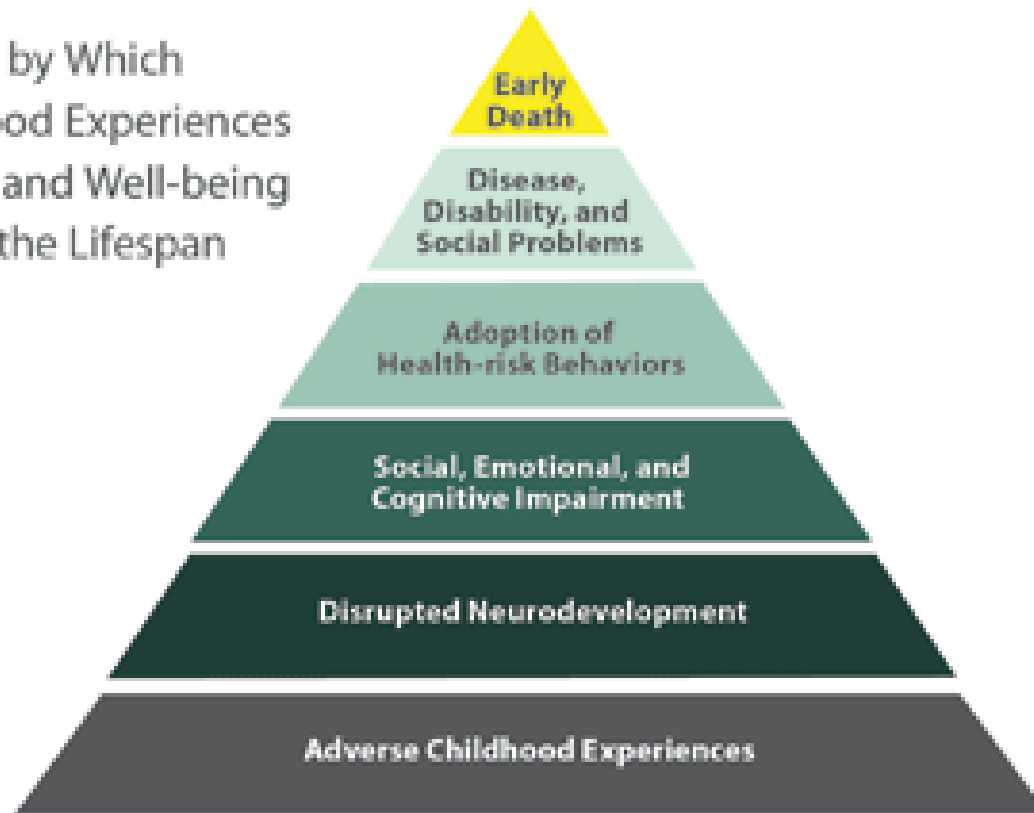 by Which
ood Experiences
and Well-being
the Lifespan
Early
Death
Disease,
Disability, and
Social Problems
Adoption of
Health-risk Behaviors
Social, Emotional, and
Cognitive Impairment
Disrupted Neurodevelopment
Adverse Childhood Experiences